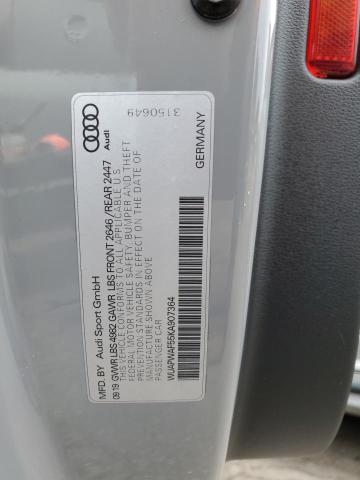 Audi
3150649
MFD. BY Audi Sport GmbH GERMANY
09 19 GVWR LBS 4982 GAWR LBS FRONT 2646 /REAR 2447
THIS VEHICLE CONFORMS TO ALL APPLICABLE U.S
FEDERAL MOTOR VEHICLE SAFETY, BUMPER AND THEFT
PREVENTION STANDARDS IN EFFECT ON THE DATE OF
MANUFACTURE SHOWN ABOVE
PASSENGER CAR
WUAPWAF55KA907364